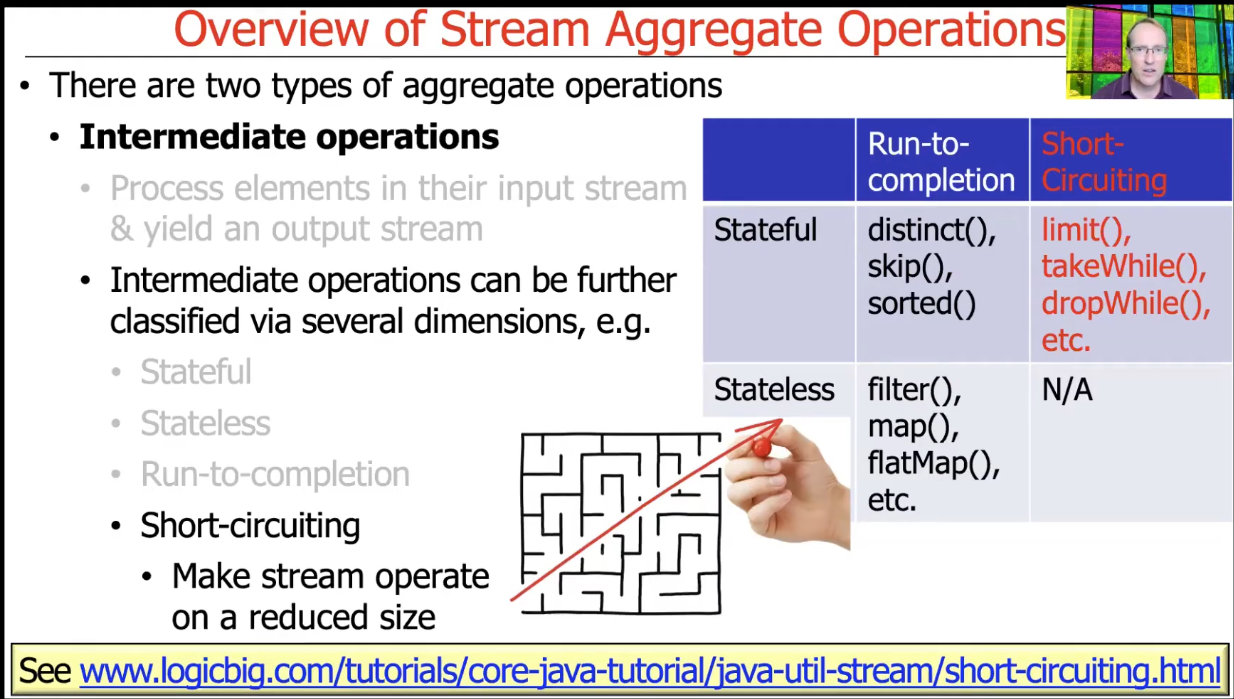 Overview of Stream Aggregate Operations
• There are two types of aggregate operations
• Intermediate operations
• Process elements in their input stream
& yield an output stream
• Intermediate operations can be further
classified via several dimensions, e.g.
• Stateful
• Stateless
• Run-to-completion
• Short-circuiting
• Make stream operate
on a reduced size
Run-to-
completion
Short-
Circuiting
Stateful
distinct(),
skip(),
sorted()
limit(),
takeWhile(),
dropWhile(),
etc.
Stateless
filter(),
map(),
flatMap(),
etc.
N/A
See www.logicbig.com/tutorials/core-java-tutorial/java-util-stream/short-circuiting.html